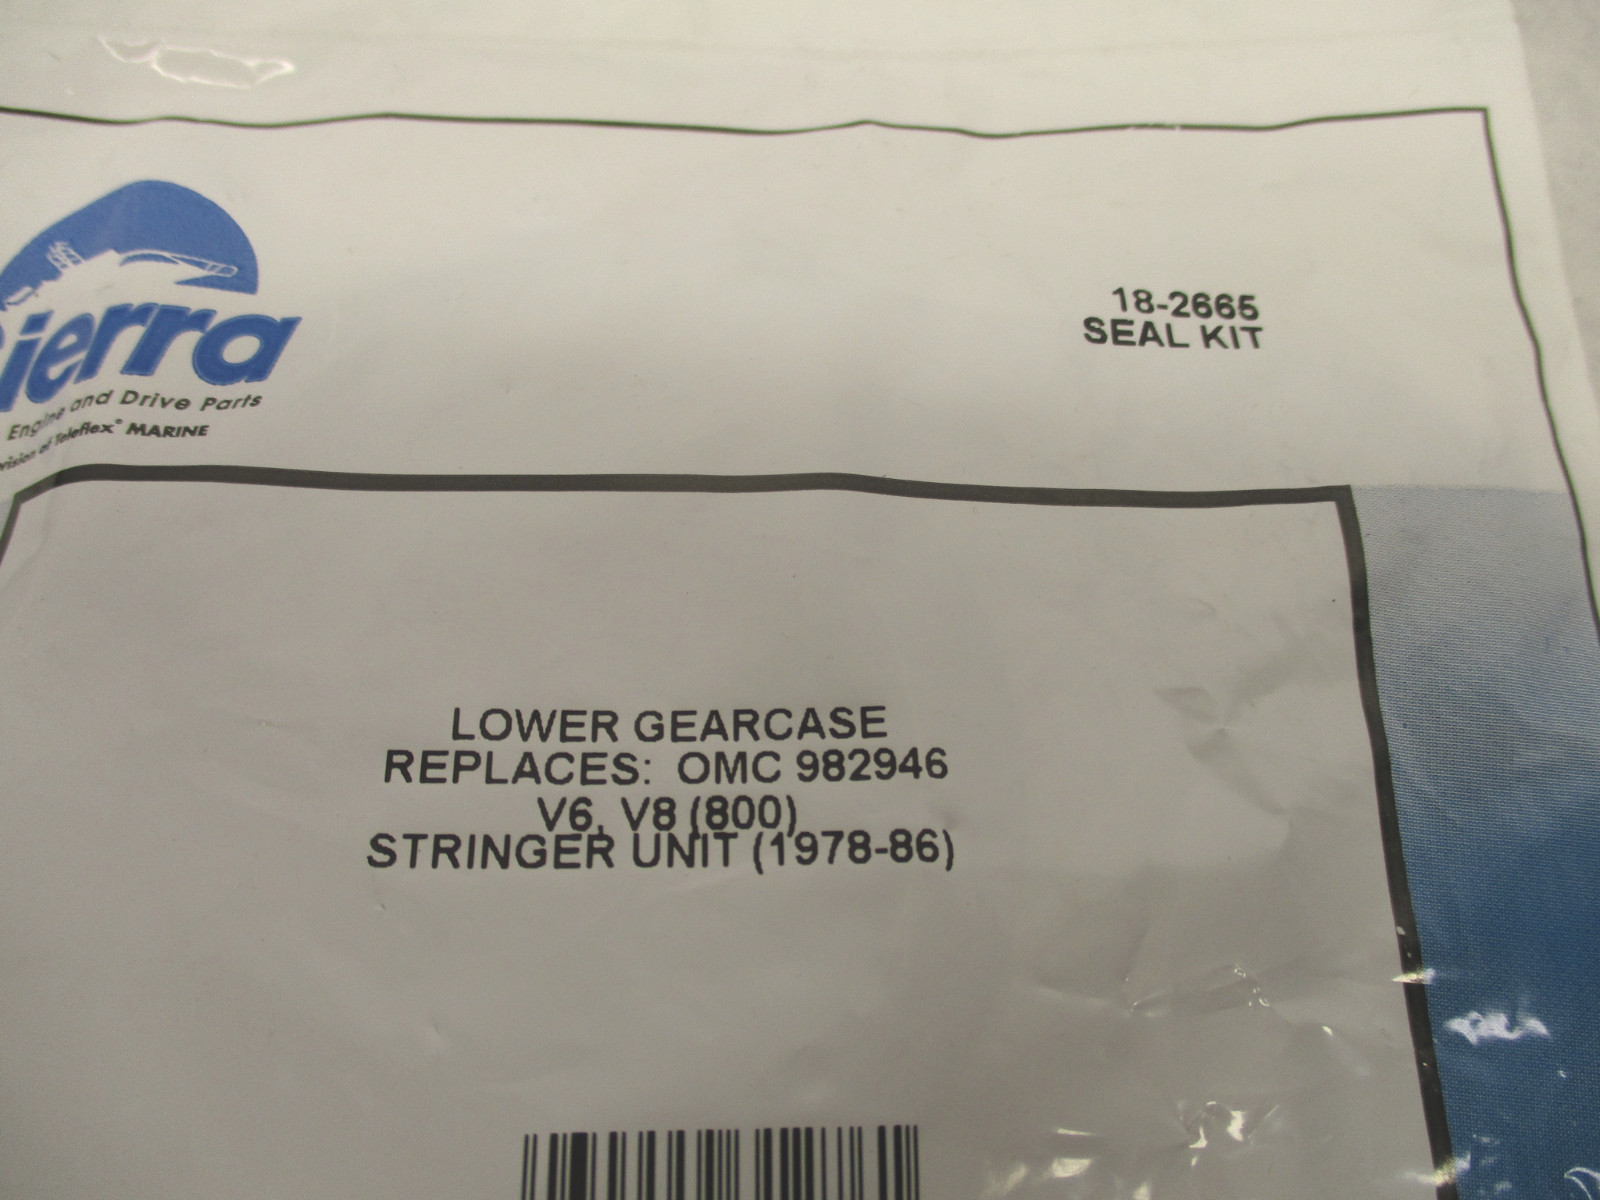 ierra
Engine and Drive Parts
vision of Teleflex® MARINE
18-2665
SEAL KIT
LOWER GEARCASE
REPLACES: OMC 982946
V6, V8 (800)
STRINGER UNIT (1978-86)